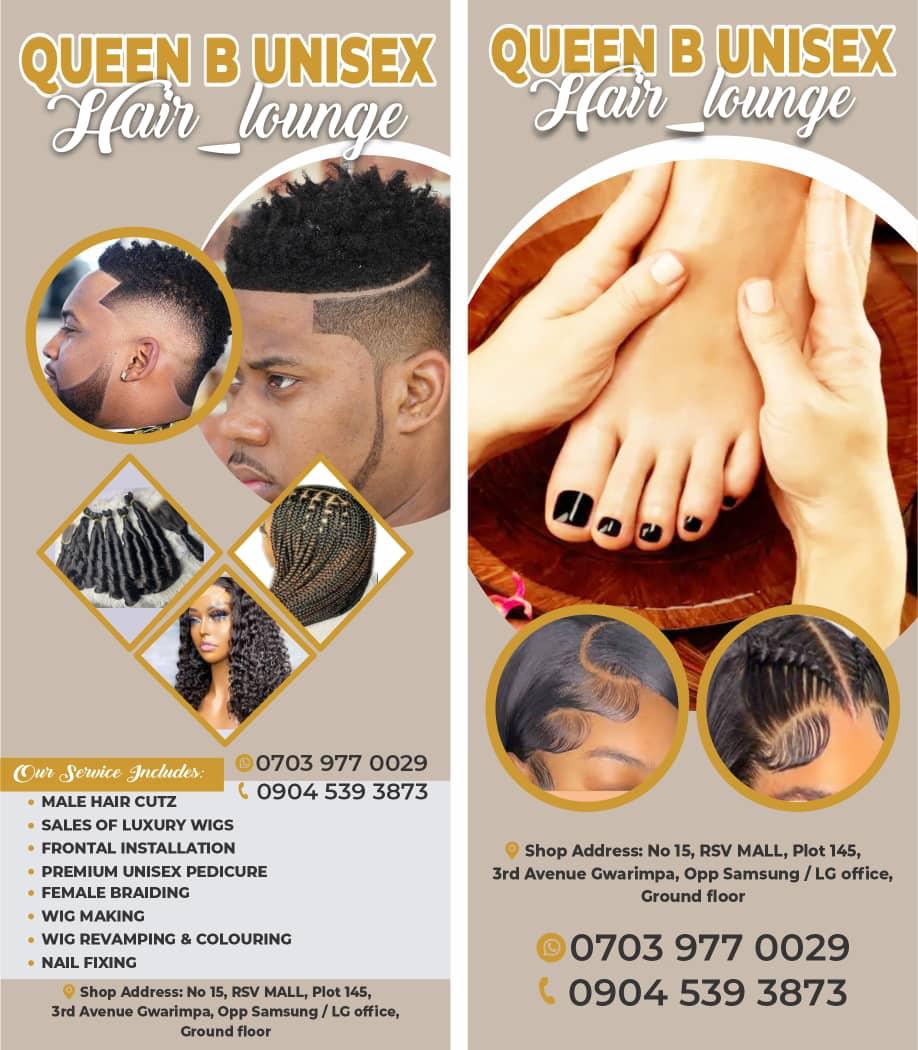 QUEEN B UNISEX
Hair_lounge
Our Service Includes:
0703 977 0029
0904 539 3873
• MALE HAIR CUTZ
• SALES OF LUXURY WIGS
• FRONTAL INSTALLATION
• PREMIUM UNISEX PEDICURE
• FEMALE BRAIDING
• WIG MAKING
• WIG REVAMPING & COLOURING
• NAIL FIXING
Shop Address: No 15, RSV MALL, Plot 145,
3rd Avenue Gwarimpa, Opp Samsung / LG office,
Ground floor
QUEEN B UNISEX
Hair_lounge
Shop Address: No 15, RSV MALL, Plot 145,
3rd Avenue Gwarimpa, Opp Samsung / LG office,
Ground floor
0703 977 0029
0904 539 3873